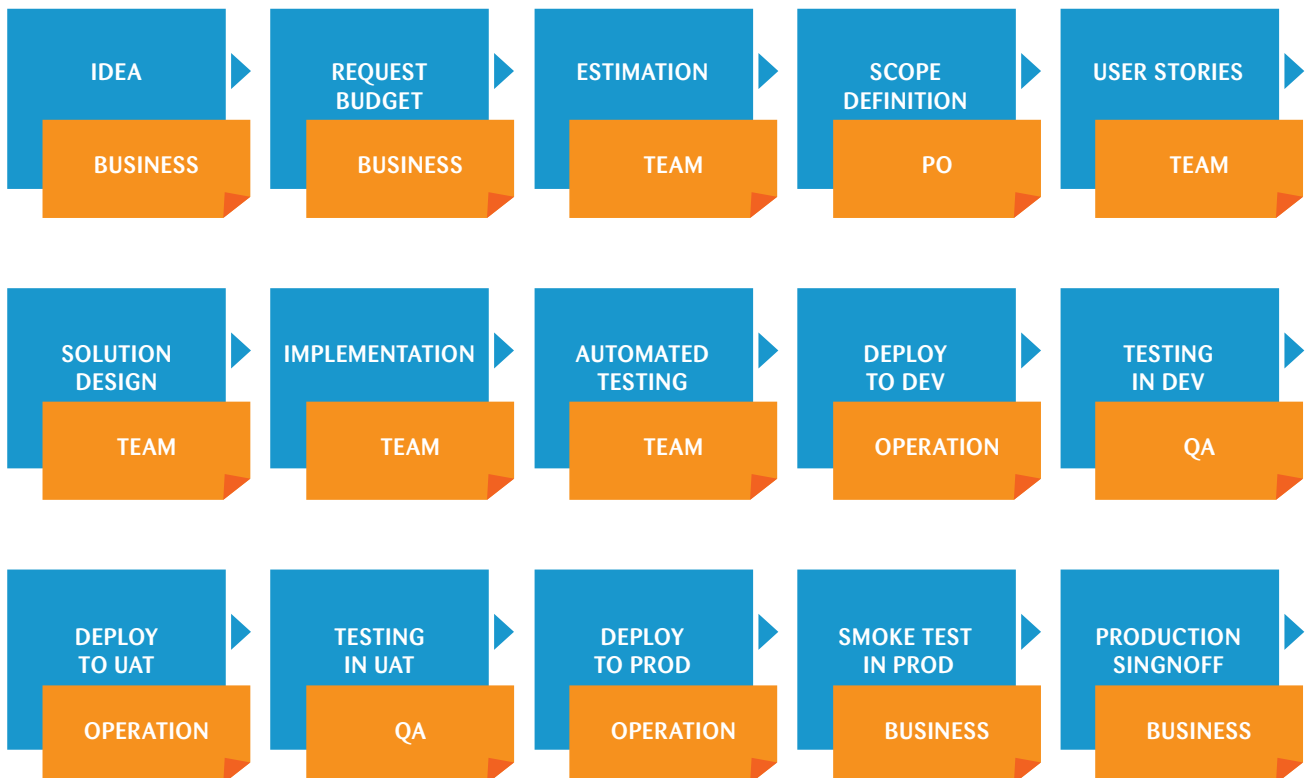 IDEA
BUSINESS
REQUEST
BUDGET
BUSINESS
ESTIMATION
TEAM
SCOPE
DEFINITION
PO
USER STORIES
TEAM
SOLUTION
DESIGN
TEAM
IMPLEMENTATION
TEAM
AUTOMATED
TESTING
TEAM
DEPLOY
TO DEV
OPERATION
TESTING
IN DEV
QA
DEPLOY
TO UAT
OPERATION
TESTING
IN UAT
QA
DEPLOY
TO PROD
OPERATION
SMOKE TEST
IN PROD
BUSINESS
PRODUCTION
SINGNOFF
BUSINESS